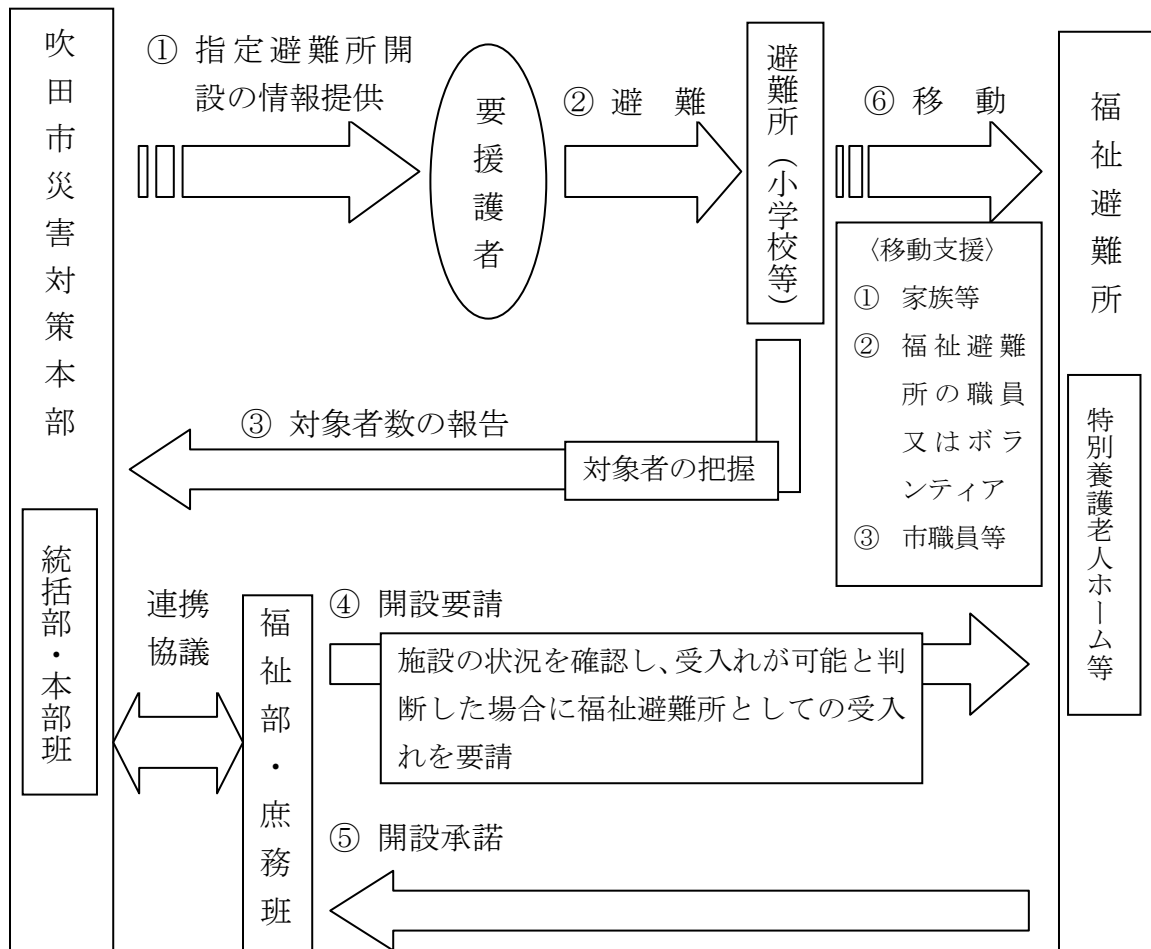 吹田市災害対策本部
統括部・本部班
① 指定避難所開
設の情報提供
要援護者
② 避　難
避難所（小学校等）
⑥ 移　動
〈移動支援〉
① 家族等
② 福祉避難
所の職員
又はボラ
ンティア
③ 市職員等
福祉避難所
特別養護老人ホーム等
③ 対象者数の報告
対象者の把握
連携
協議
福祉部・庶務班
④ 開設要請
施設の状況を確認し、受入れが可能と判
断した場合に福祉避難所としての受入
れを要請
⑤ 開設承諾